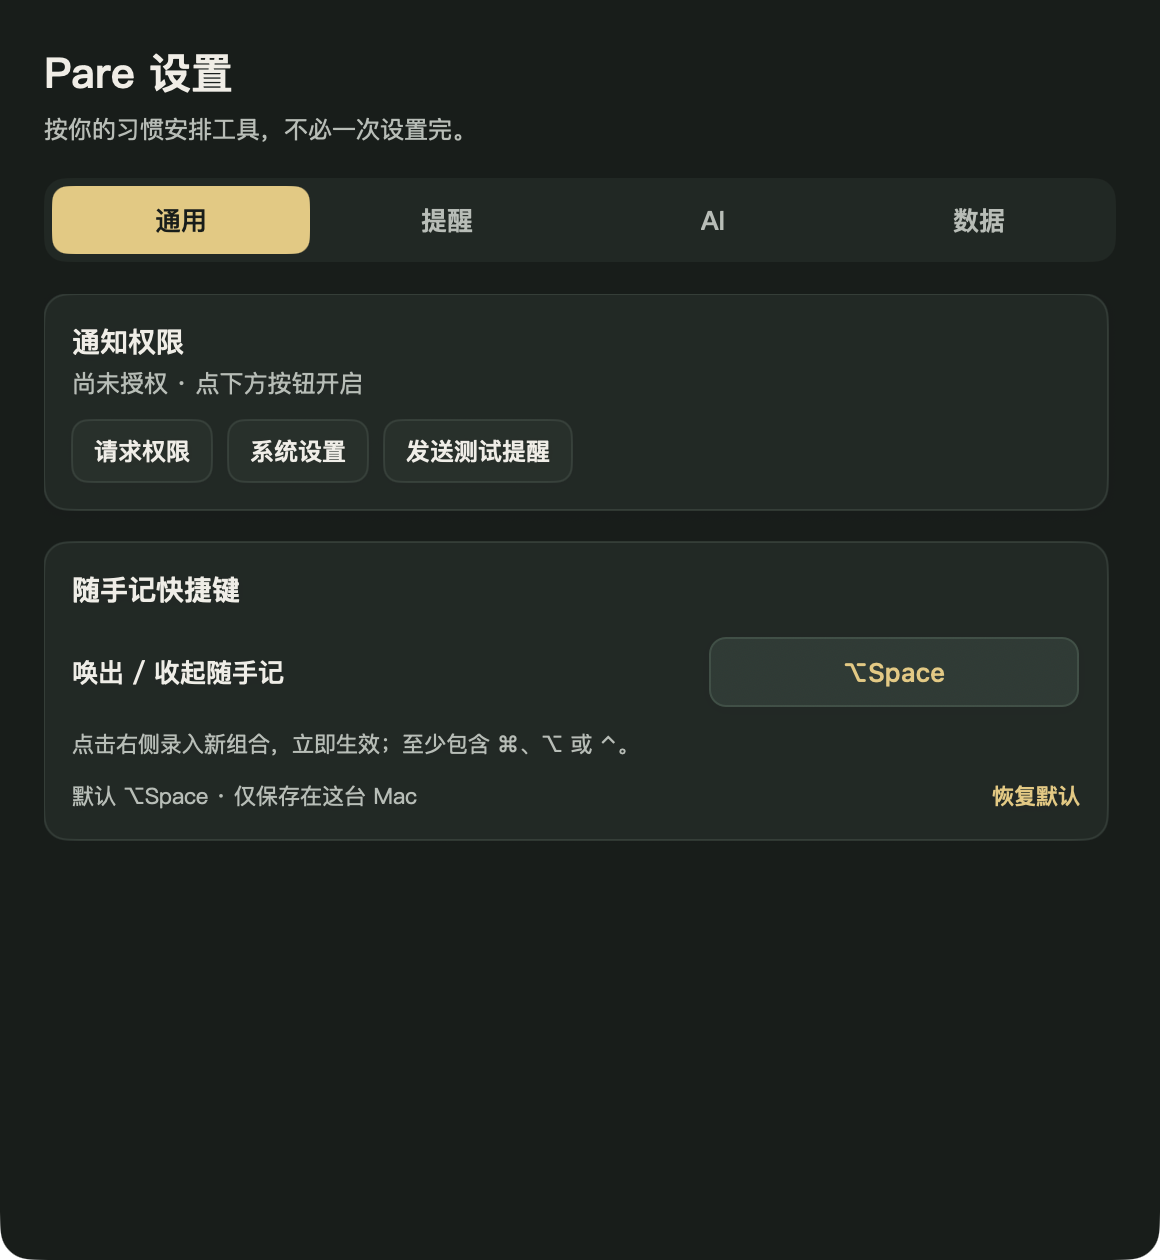 Pare 设置
按你的习惯安排工具，不必一次设置完。
通用 提醒 AI 数据
通知权限
尚未授权 · 点下方按钮开启
请求权限 系统设置 发送测试提醒
随手记快捷键
唤出 / 收起随手记 ⌥Space
点击右侧录入新组合，立即生效；至少包含 ⌘、⌥ 或 ^。
默认 ⌥Space · 仅保存在这台 Mac 恢复默认